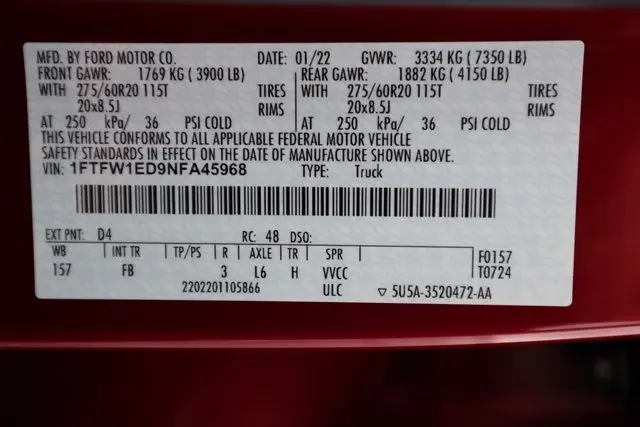 MFD. BY FORD MOTOR CO. DATE: 01/22 GVWR: 3334 KG ( 7350 LB)
FRONT GAWR: 1769 KG ( 3900 LB) REAR GAWR: 1882 KG ( 4150 LB)
WITH 275/60R20 115T TIRES WITH 275/60R20 115T TIRES
20x8.5J RIMS 20x8.5J RIMS
AT 250 kPa/ 36 PSI COLD AT 250 kPa/ 36 PSI COLD
THIS VEHICLE CONFORMS TO ALL APPLICABLE FEDERAL MOTOR VEHICLE
SAFETY STANDARDS IN EFFECT ON THE DATE OF MANUFACTURE SHOWN ABOVE.
VIN: 1FTFW1ED9NFA45968 TYPE: Truck
EXT PNT: D4 RC: 48 DSO:
WB INT TR TP/PS R AXLE TR SPR F0157
157 FB 3 L6 H VVCC T0724
2202201105866 ULC ▽ 5U5A-3520472-AA